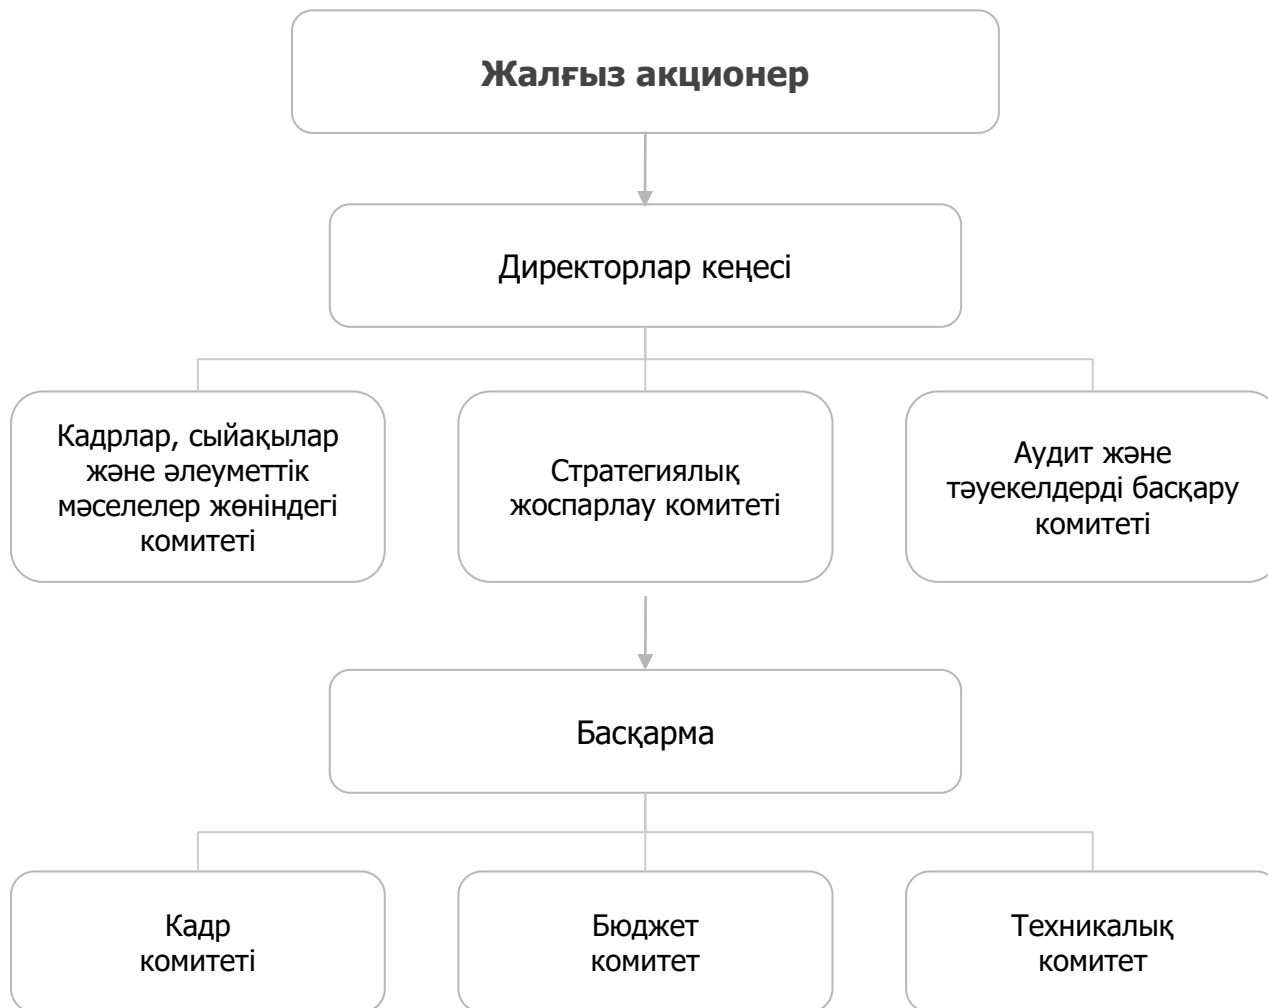 Жалғыз акционер
Директорлар кеңесі
Кадрлар, сыйақылар
және әлеуметтік
мәселелер жөніндегі
комитеті
Стратегиялық
жоспарлау комитеті
Аудит және
тәуекелдерді басқару
комитеті
Басқарма
Кадр
комитеті
Бюджет
комитет
Техникалық
комитет